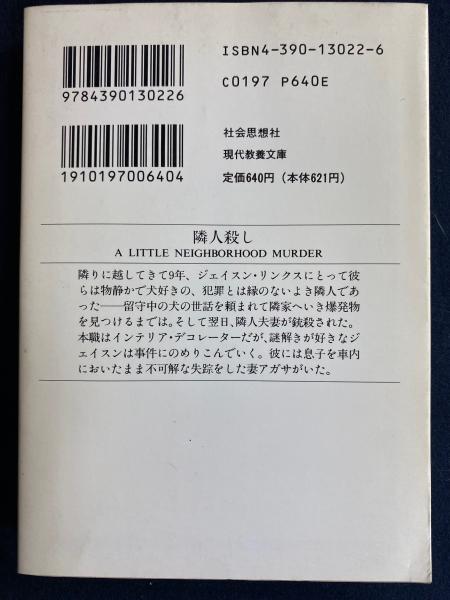 ISBN4-390-13022-6
C0197 P640E
9784390130226
社会思想社
現代教養文庫
定価640円（本体621円）
1910197006404
隣人殺し
A LITTLE NEIGHBORHOOD MURDER
隣りに越してきて9年、ジェイスン・リンクスにとって彼
らは物静かで犬好きの、犯罪とは縁のないよき隣人であ
った――留守中の犬の世話を頼まれて隣家へいき爆発物
を見つけるまでは。そして翌日、隣人夫妻が銃殺された。
本職はインテリア・デコレーターだが、謎解きが好きなジ
ェイスンは事件にのめりこんでいく。彼には息子を車内
においたまま不可解な失踪をした妻アガサがいた。